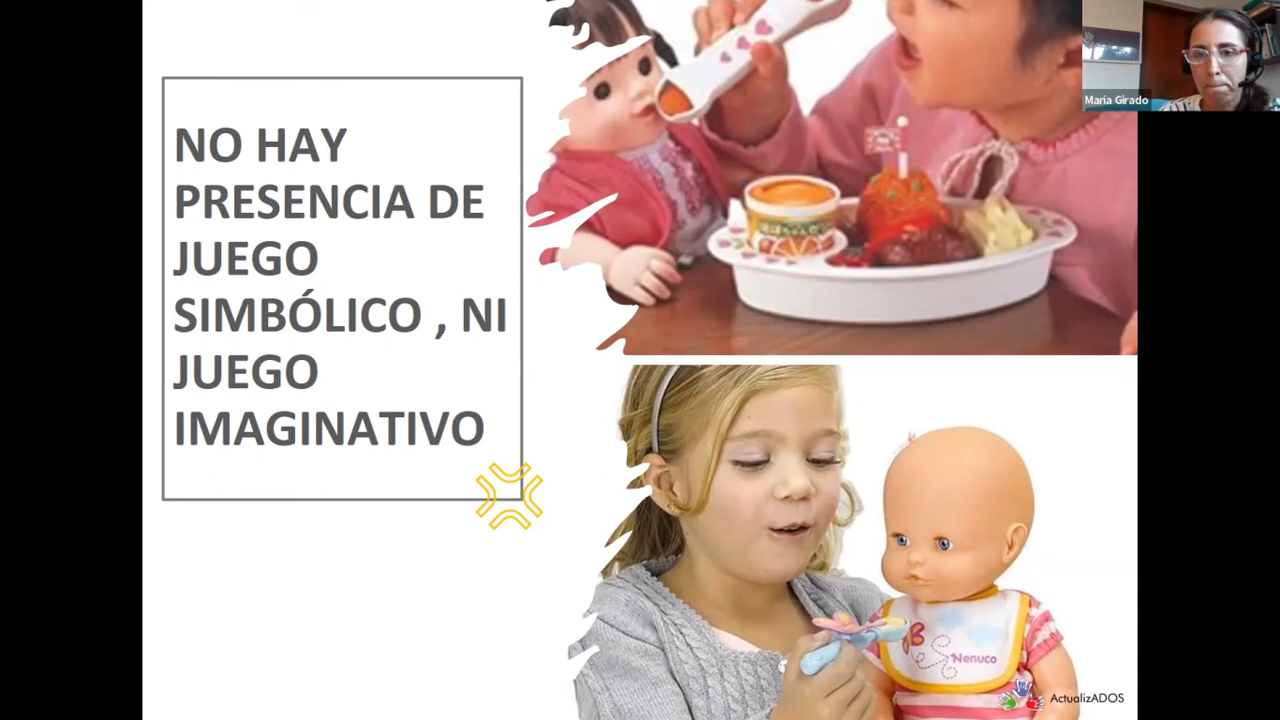 NO HAY
PRESENCIA DE
JUEGO
SIMBÓLICO , NI
JUEGO
IMAGINATIVO
Maria Girado
Nenuco
ActualizADOS